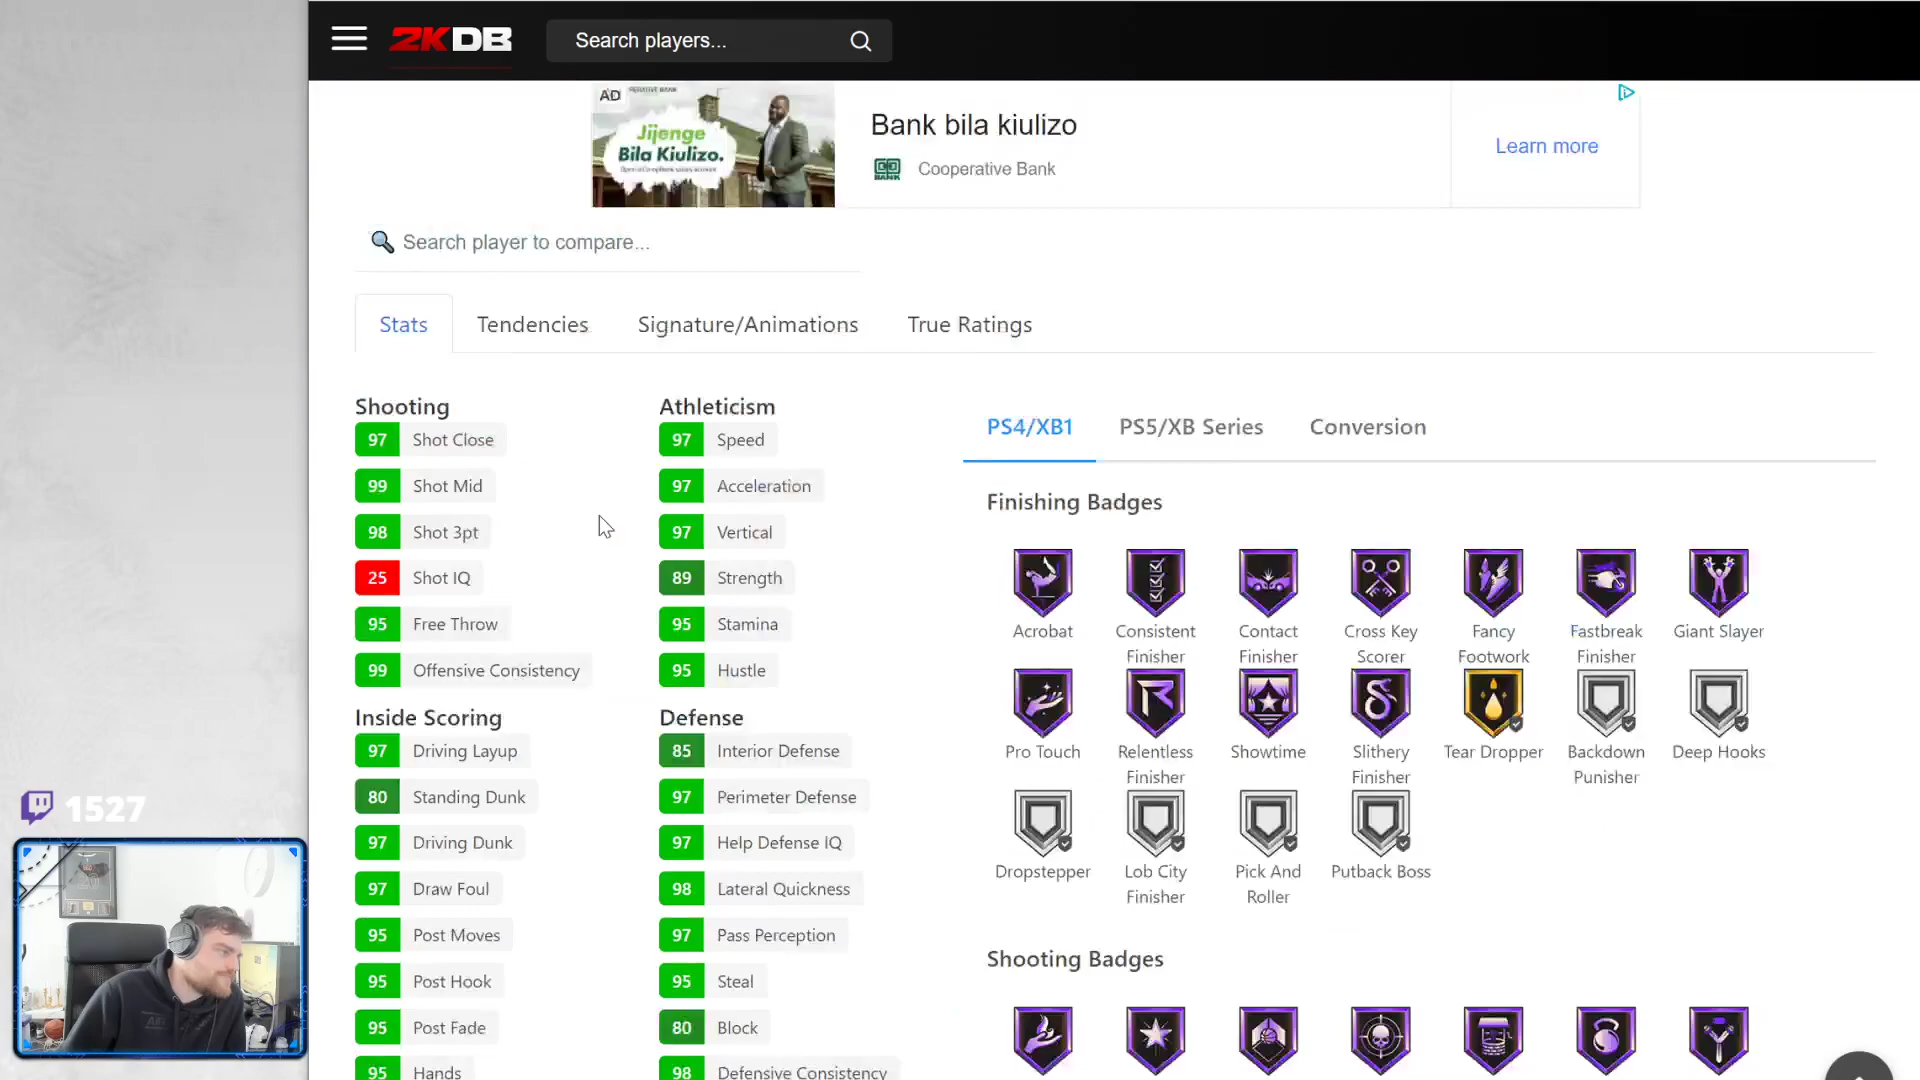 2KDB
Search players...
AD
Jijenge
Bila Kiulizo.
Bank bila kiulizo
Cooperative Bank
Learn more
Search player to compare...
Stats Tendencies Signature/Animations True Ratings
Shooting
97 Shot Close
99 Shot Mid
98 Shot 3pt
25 Shot IQ
95 Free Throw
99 Offensive Consistency
Inside Scoring
97 Driving Layup
80 Standing Dunk
97 Driving Dunk
97 Draw Foul
95 Post Moves
95 Post Hook
95 Post Fade
95 Hands
Athleticism
97 Speed
97 Acceleration
97 Vertical
89 Strength
95 Stamina
95 Hustle
Defense
85 Interior Defense
97 Perimeter Defense
97 Help Defense IQ
98 Lateral Quickness
97 Pass Perception
95 Steal
80 Block
98 Defensive Consistency
PS4/XB1 PS5/XB Series Conversion
Finishing Badges
Acrobat
Consistent
Finisher
Contact
Finisher
Cross Key
Scorer
Fancy
Footwork
Fastbreak
Finisher
Giant Slayer
Pro Touch
Relentless
Finisher
Showtime
Slithery
Finisher
Tear Dropper
Backdown
Punisher
Deep Hooks
Dropstepper
Lob City
Finisher
Pick And
Roller
Putback Boss
Shooting Badges
1527